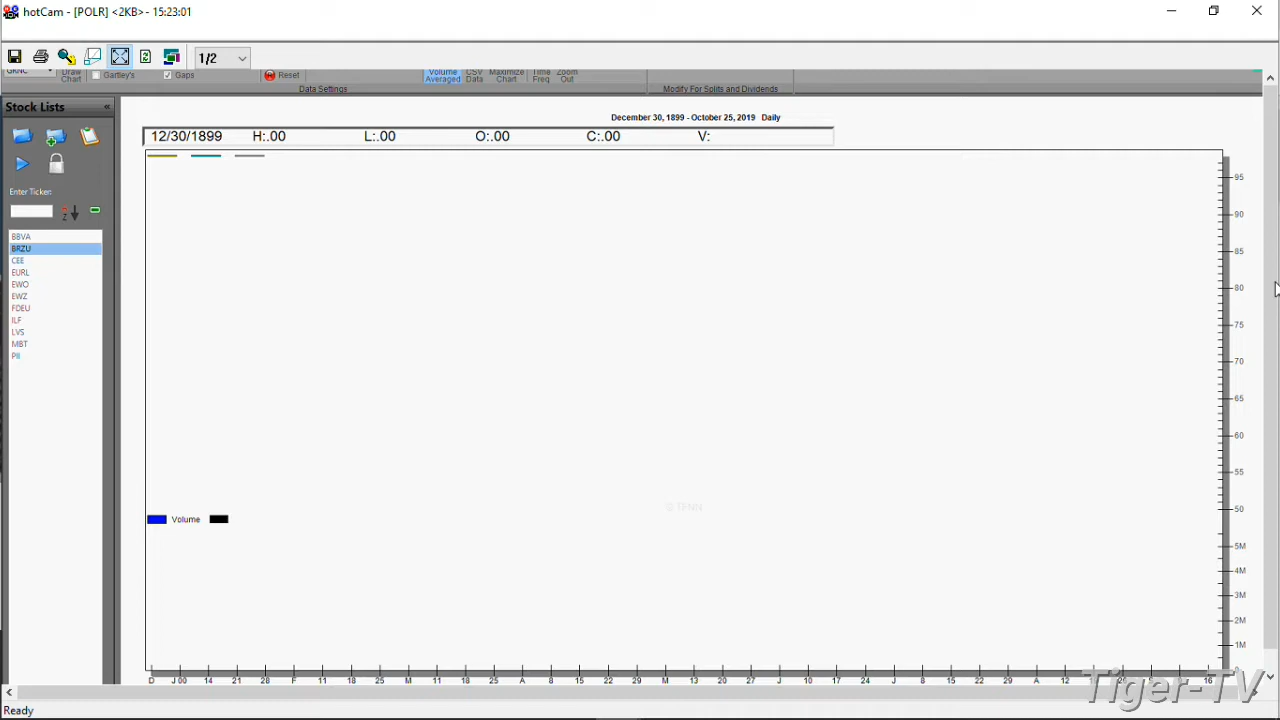 hotCam - [POLR] <2KB> - 15:23:01
1/2
GRNC Draw Chart Gartley's Gaps Reset Volume Averaged CSV Data Maximize Chart Time Freq Zoom Out
Data Settings Modify For Splits and Dividends
Stock Lists «
December 30, 1899 - October 25, 2019 Daily
12/30/1899 H:.00 L:.00 O:.00 C:.00 V:
Enter Ticker:
BBVA
BRZU
CEE
EURL
EWO
EWZ
FDEU
ILF
LVS
MBT
PII
95
90
85
80
75
70
65
60
55
50
© TFNN
Volume
5M
4M
3M
2M
1M
D J 00 14 21 28 F 11 18 25 M 11 18 25 A 8 15 22 29 M 13 20 27 J 10 17 24 J 8 15 22 29 A 12 16
Tiger-TV
Ready